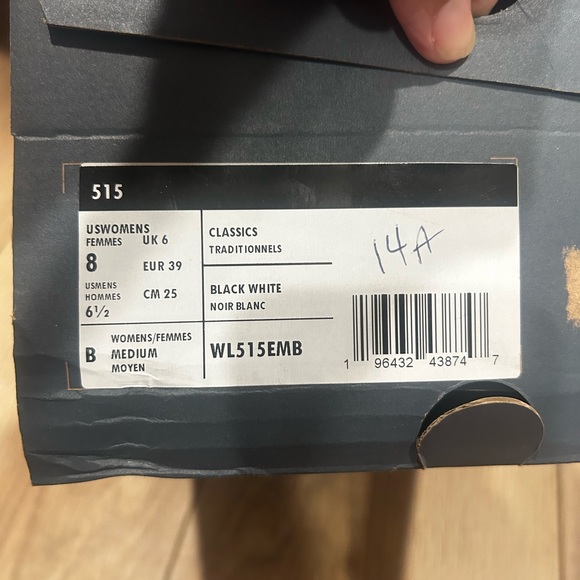 515
USWOMENS
FEMMES
8
UK 6
EUR 39
USMENS
HOMMES
6½
CM 25
B
WOMENS/FEMMES
MEDIUM
MOYEN
CLASSICS
TRADITIONNELS
BLACK WHITE
NOIR BLANC
WL515EMB
14A
1 96432 43874 7